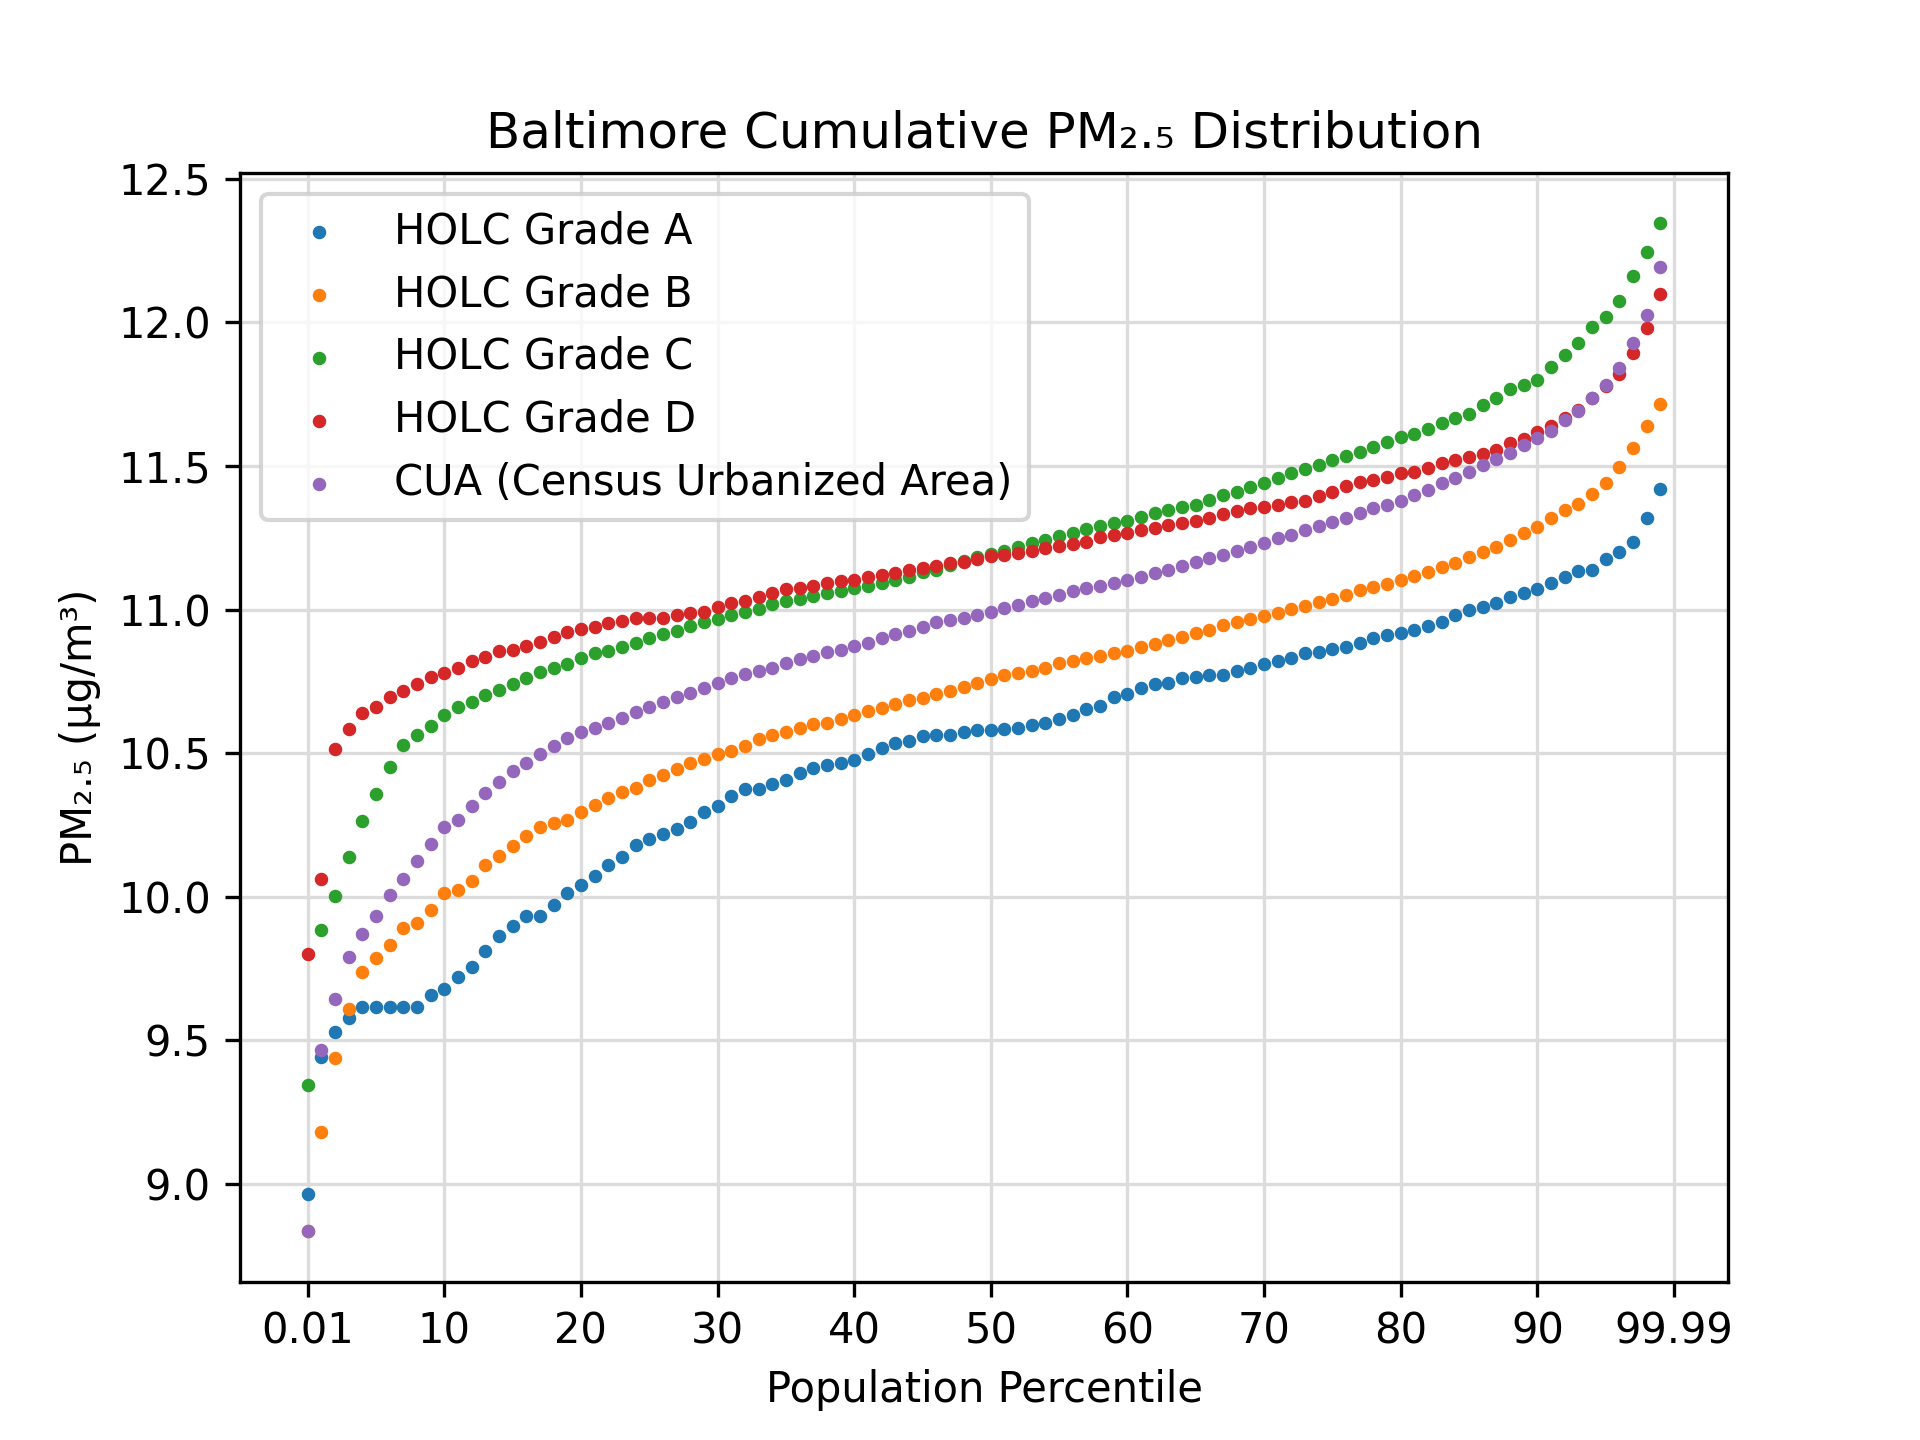 Baltimore Cumulative PM₂.₅ Distribution
12.5
12.0
11.5
11.0
10.5
10.0
9.5
9.0
PM₂.₅ (μg/m³)
HOLC Grade A
HOLC Grade B
HOLC Grade C
HOLC Grade D
CUA (Census Urbanized Area)
0.01 10 20 30 40 50 60 70 80 90 99.99
Population Percentile